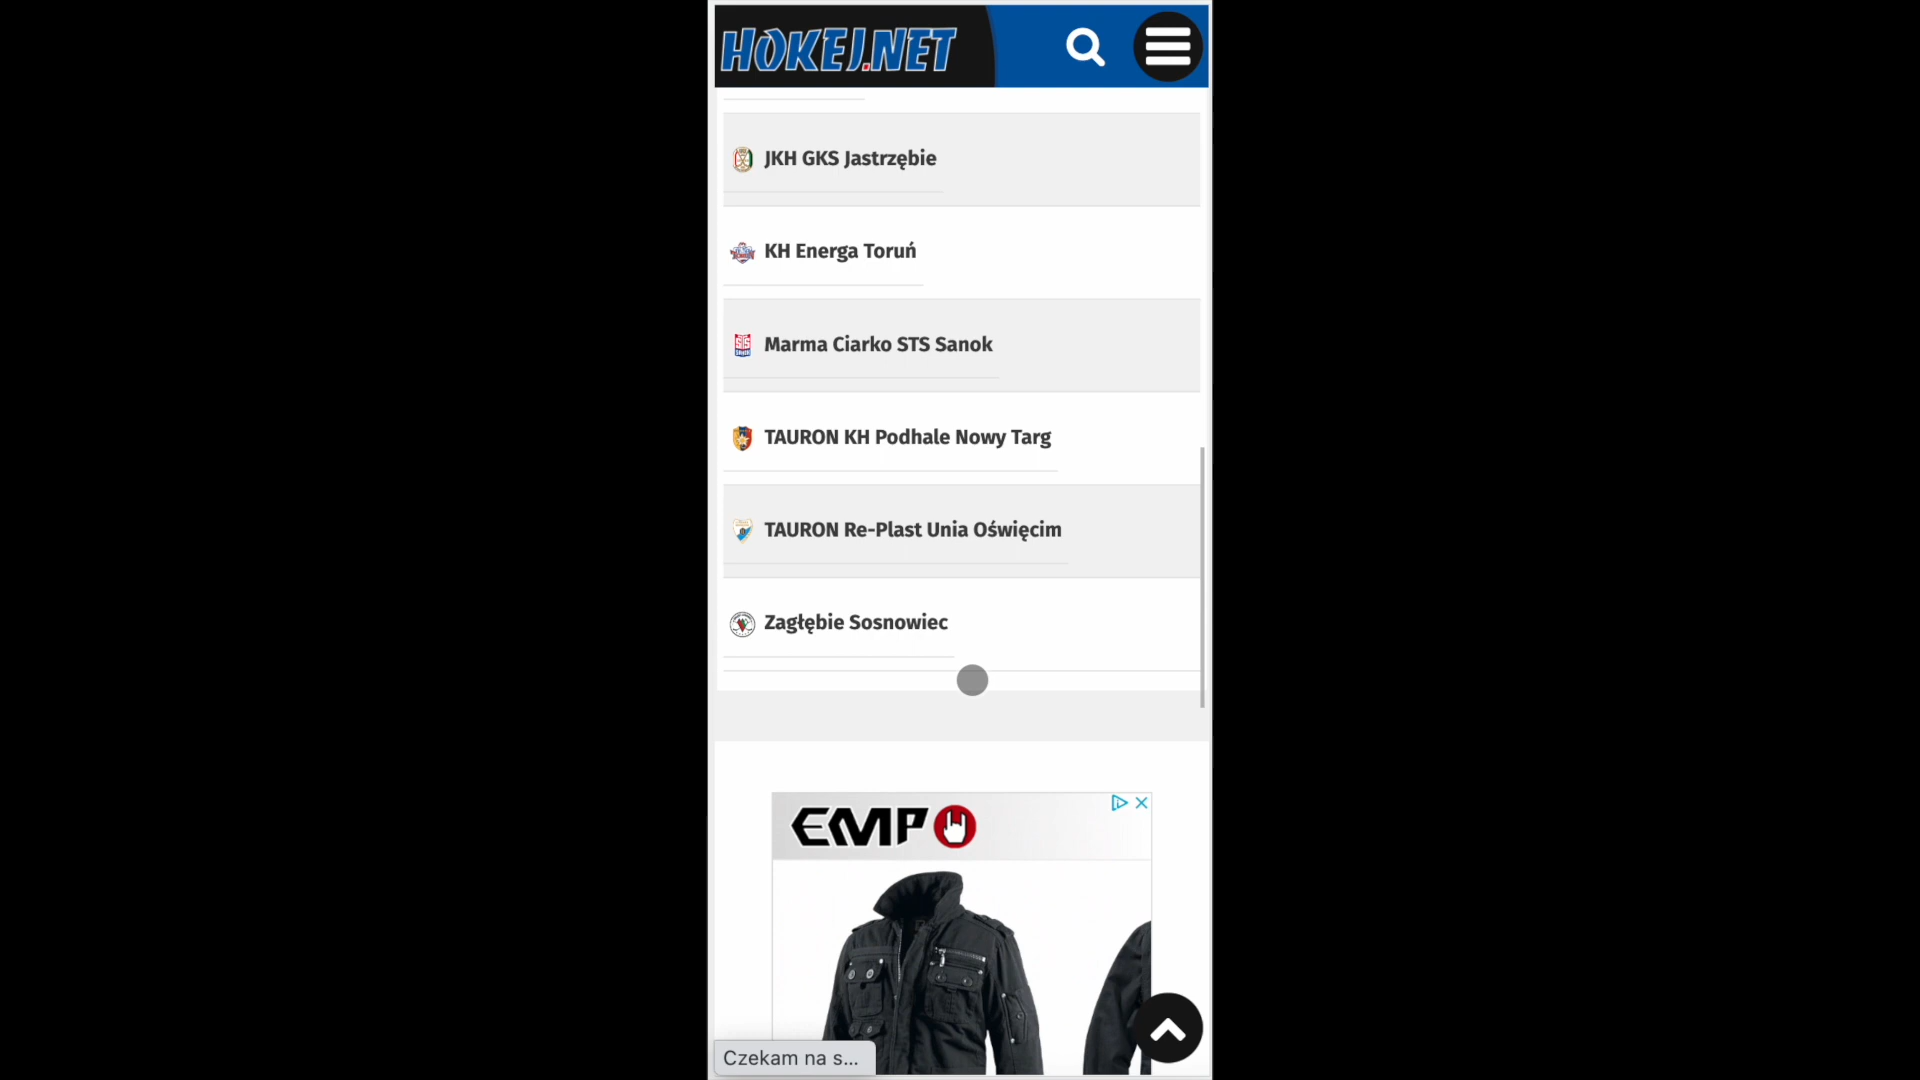 HOKEJ.NET
JKH GKS Jastrzębie
KH Energa Toruń
Marma Ciarko STS Sanok
TAURON KH Podhale Nowy Targ
TAURON Re-Plast Unia Oświęcim
Zagłębie Sosnowiec
EMP
Czekam na s...